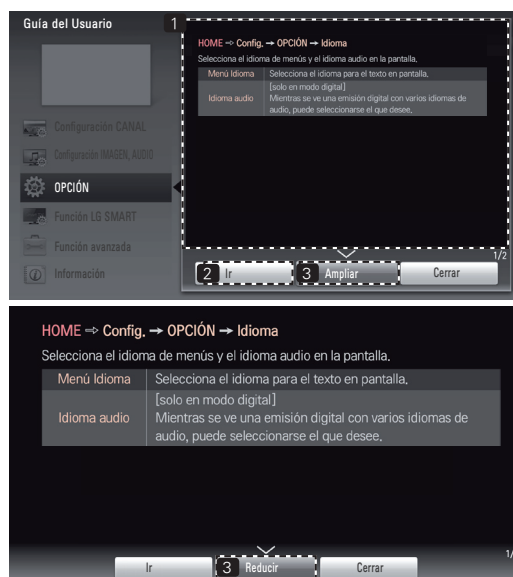 Guía del Usuario
1
HOME ⇨ Config. → OPCIÓN → Idioma
Selecciona el idioma de menús y el idioma audio en la pantalla.
Menú Idioma Selecciona el idioma para el texto en pantalla.
Idioma audio [solo en modo digital]
Mientras se ve una emisión digital con varios idiomas de
audio, puede seleccionarse el que desee.
Configuración CANAL
Configuración IMAGEN, AUDIO
OPCIÓN
Función LG SMART
Función avanzada
Información
1/2
2 Ir 3 Ampliar Cerrar
HOME ⇨ Config. → OPCIÓN → Idioma
Selecciona el idioma de menús y el idioma audio en la pantalla.
Menú Idioma Selecciona el idioma para el texto en pantalla.
Idioma audio [solo en modo digital]
Mientras se ve una emisión digital con varios idiomas de
audio, puede seleccionarse el que desee.
1/
Ir 3 Reducir Cerrar